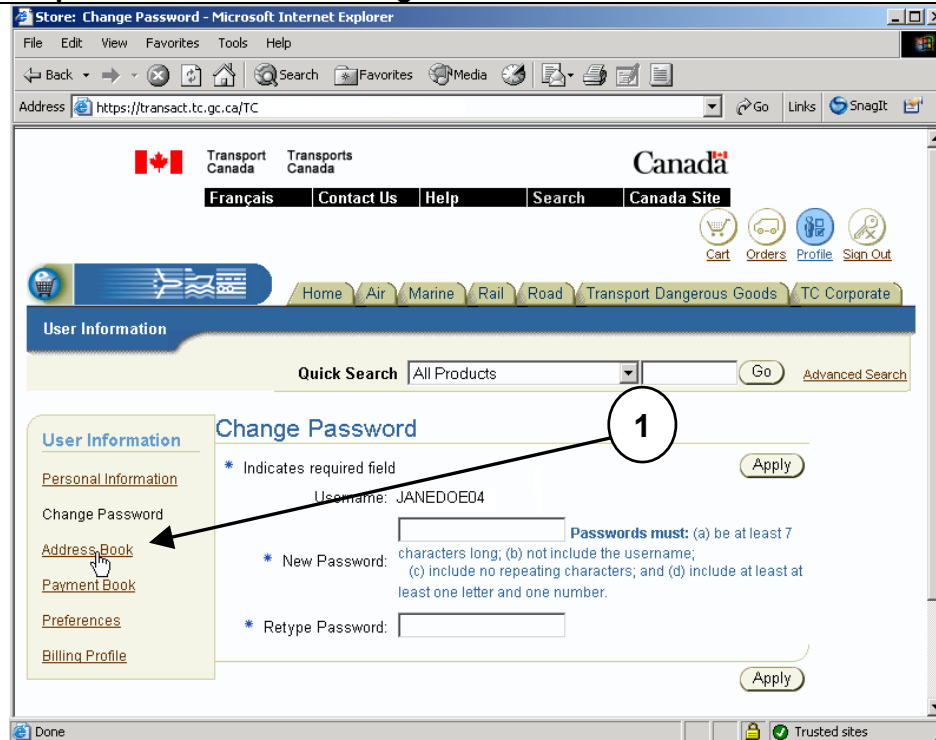 Store: Change Password - Microsoft Internet Explorer
File Edit View Favorites Tools Help
Back Search Favorites Media
Address https://transact.tc.gc.ca/TC Go Links SnagIt
Transport Canada Transports Canada Canada
Français Contact Us Help Search Canada Site
Cart Orders Profile Sign Out
Home Air Marine Rail Road Transport Dangerous Goods TC Corporate
User Information
Quick Search All Products Go Advanced Search
1
User Information
Personal Information
Change Password
Address Book
Payment Book
Preferences
Billing Profile
Change Password
* Indicates required field Apply
Username: JANEDOE04
Passwords must: (a) be at least 7
* New Password: characters long; (b) not include the username;
(c) include no repeating characters; and (d) include at least at
least one letter and one number.
* Retype Password:
Apply
Done Trusted sites